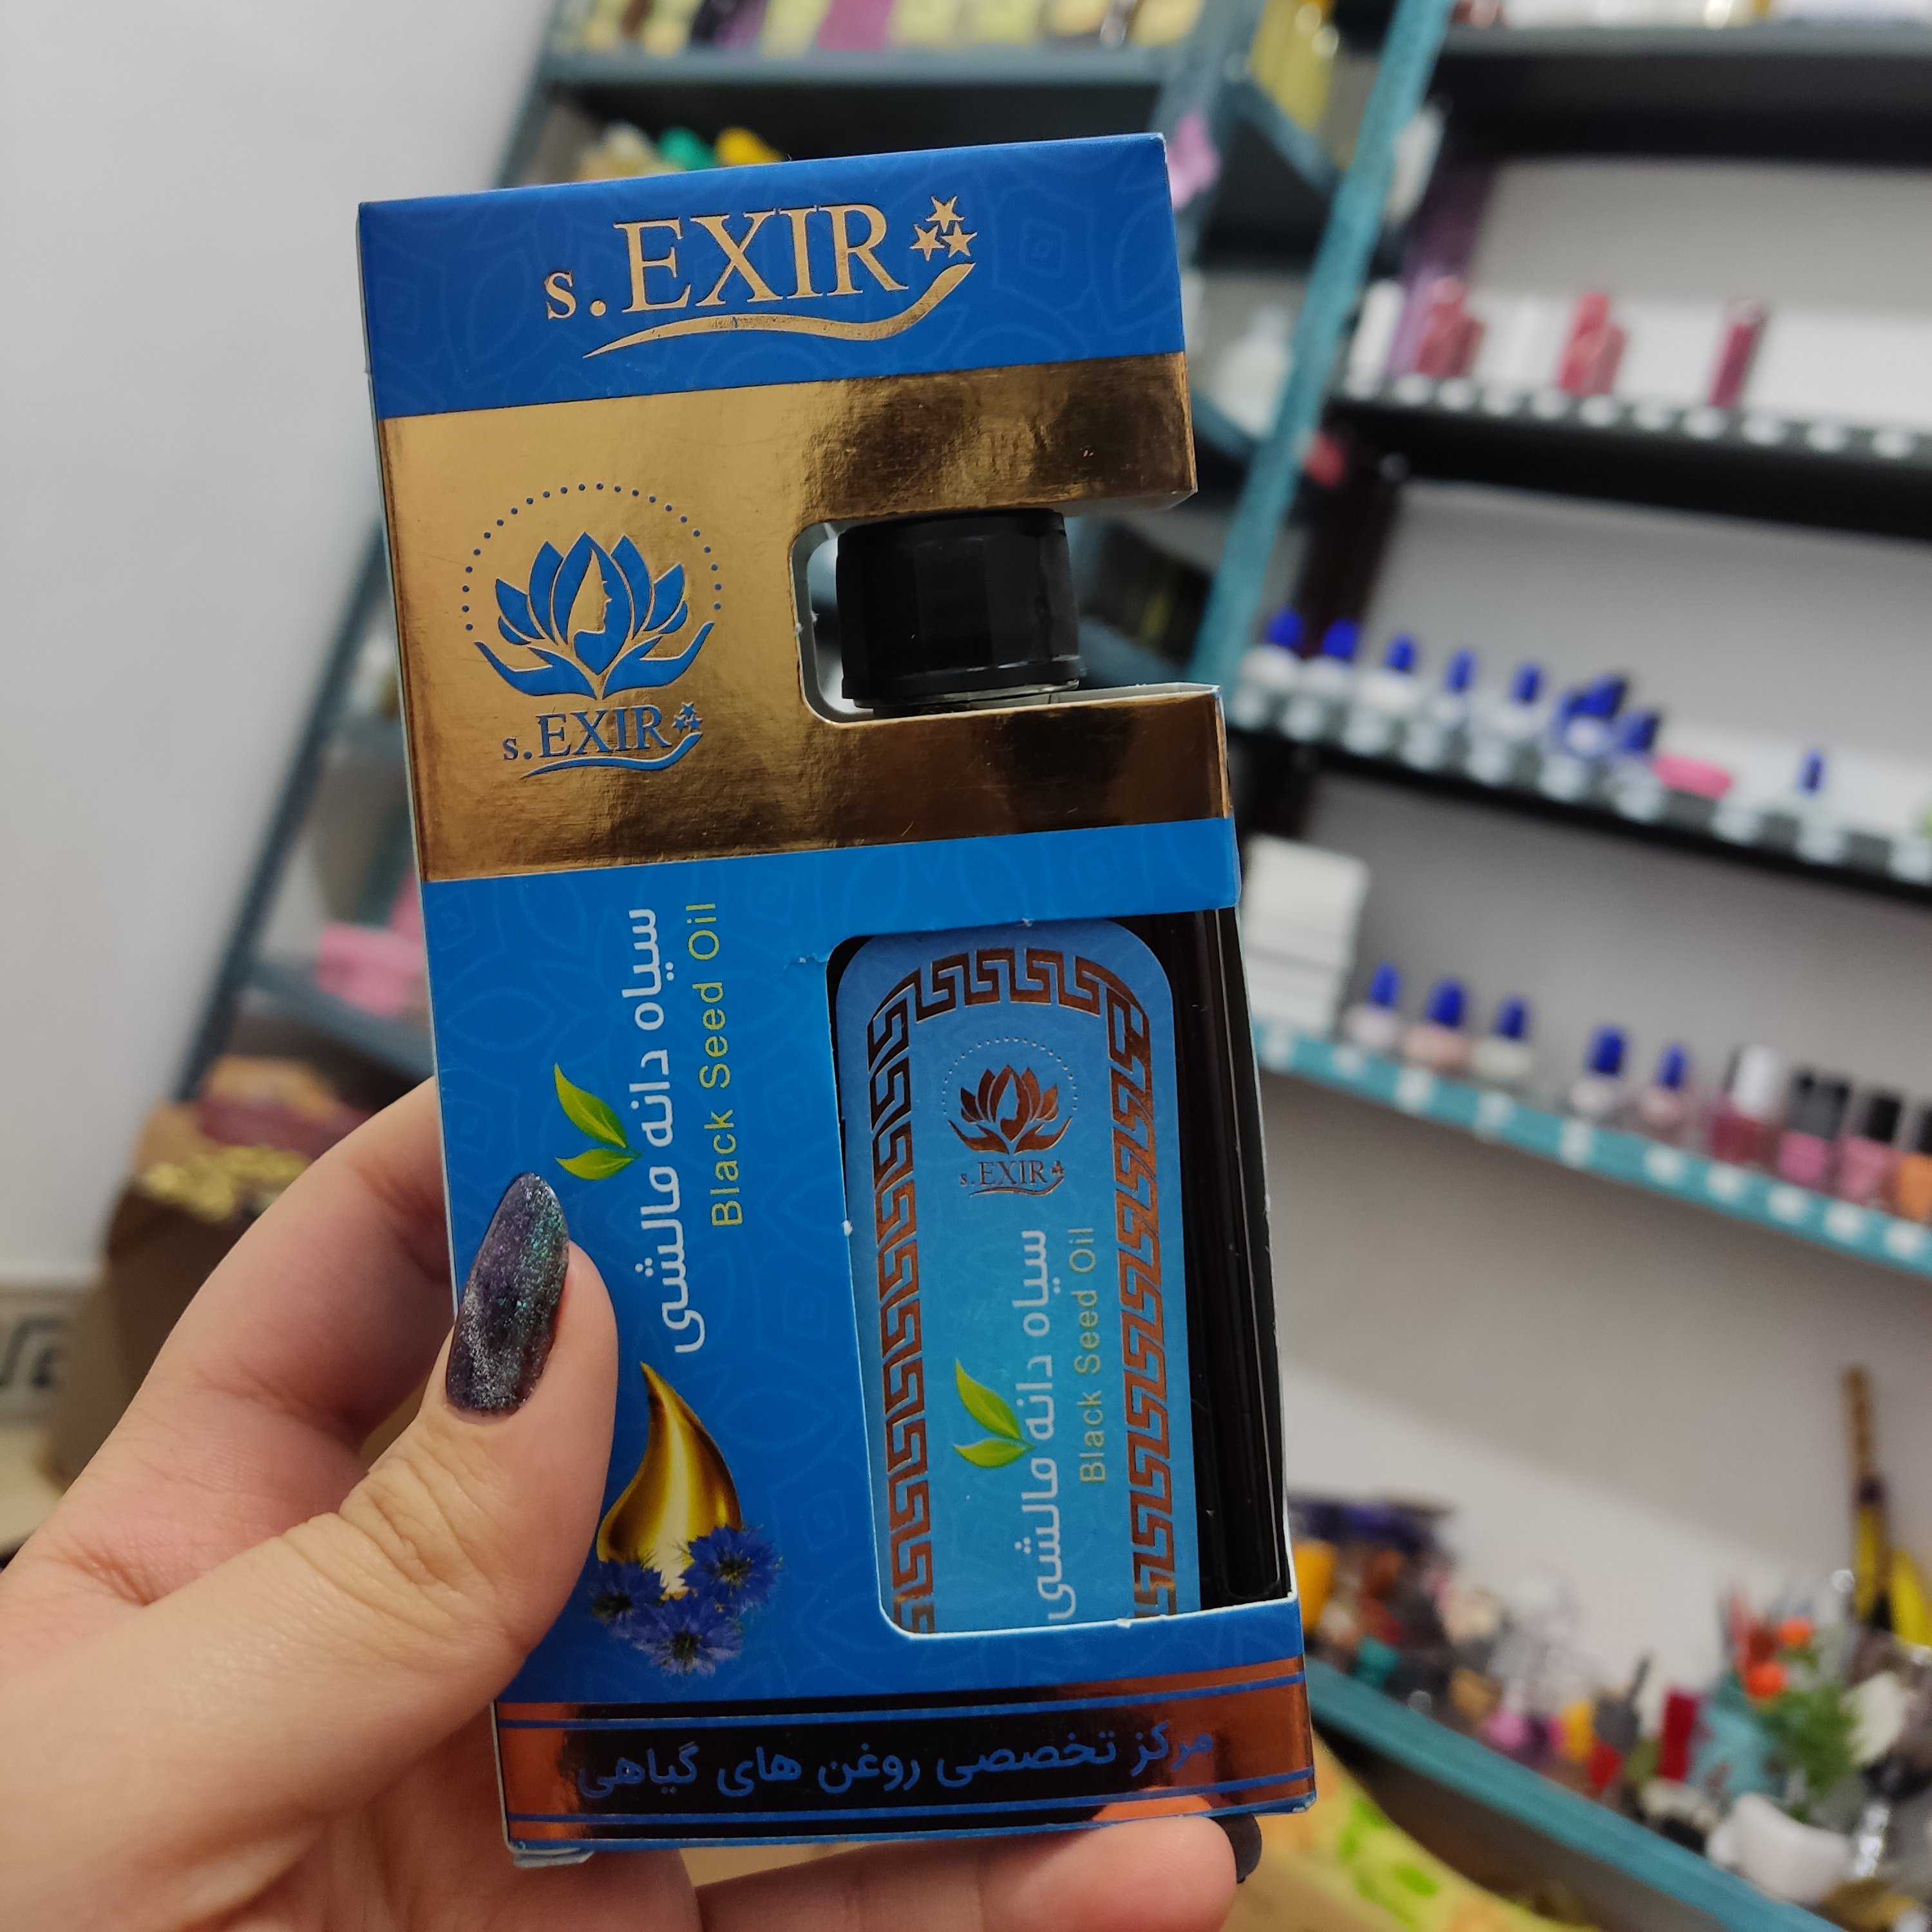 s.EXIR
s.EXIR
سیاه دانه مالشی
Black Seed Oil
s.EXIR
سیاه دانه مالشی
Black Seed Oil
مرکز تخصصی روغن های گیاهی